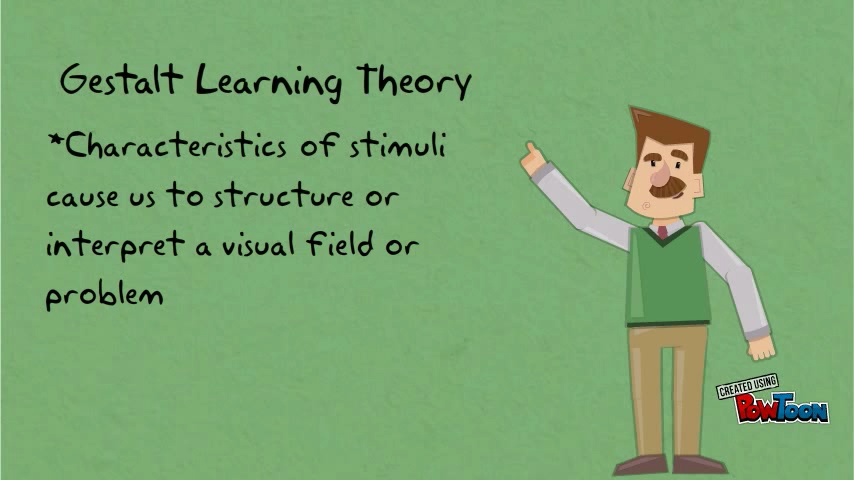 Gestalt Learning Theory
*Characteristics of stimuli
cause us to structure or
interpret a visual field or
problem
CREATED USING
POWTOON